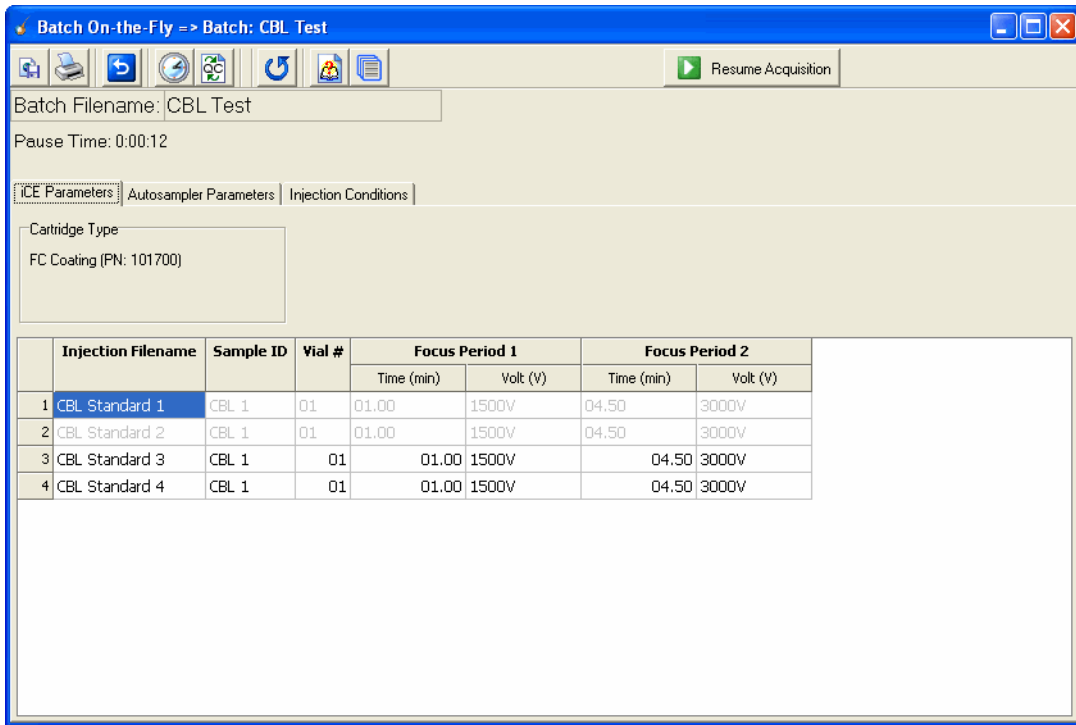 Batch On-the-Fly => Batch: CBL Test
QC
Resume Acquisition
Batch Filename: CBL Test
Pause Time: 0:00:12
iCE Parameters Autosampler Parameters Injection Conditions
Cartridge Type
FC Coating (PN: 101700)
Injection Filename Sample ID Vial # Focus Period 1 Focus Period 2
Time (min) Volt (V) Time (min) Volt (V)
1 CBL Standard 1 CBL 1 01 01.00 1500V 04.50 3000V
2 CBL Standard 2 CBL 1 01 01.00 1500V 04.50 3000V
3 CBL Standard 3 CBL 1 01 01.00 1500V 04.50 3000V
4 CBL Standard 4 CBL 1 01 01.00 1500V 04.50 3000V